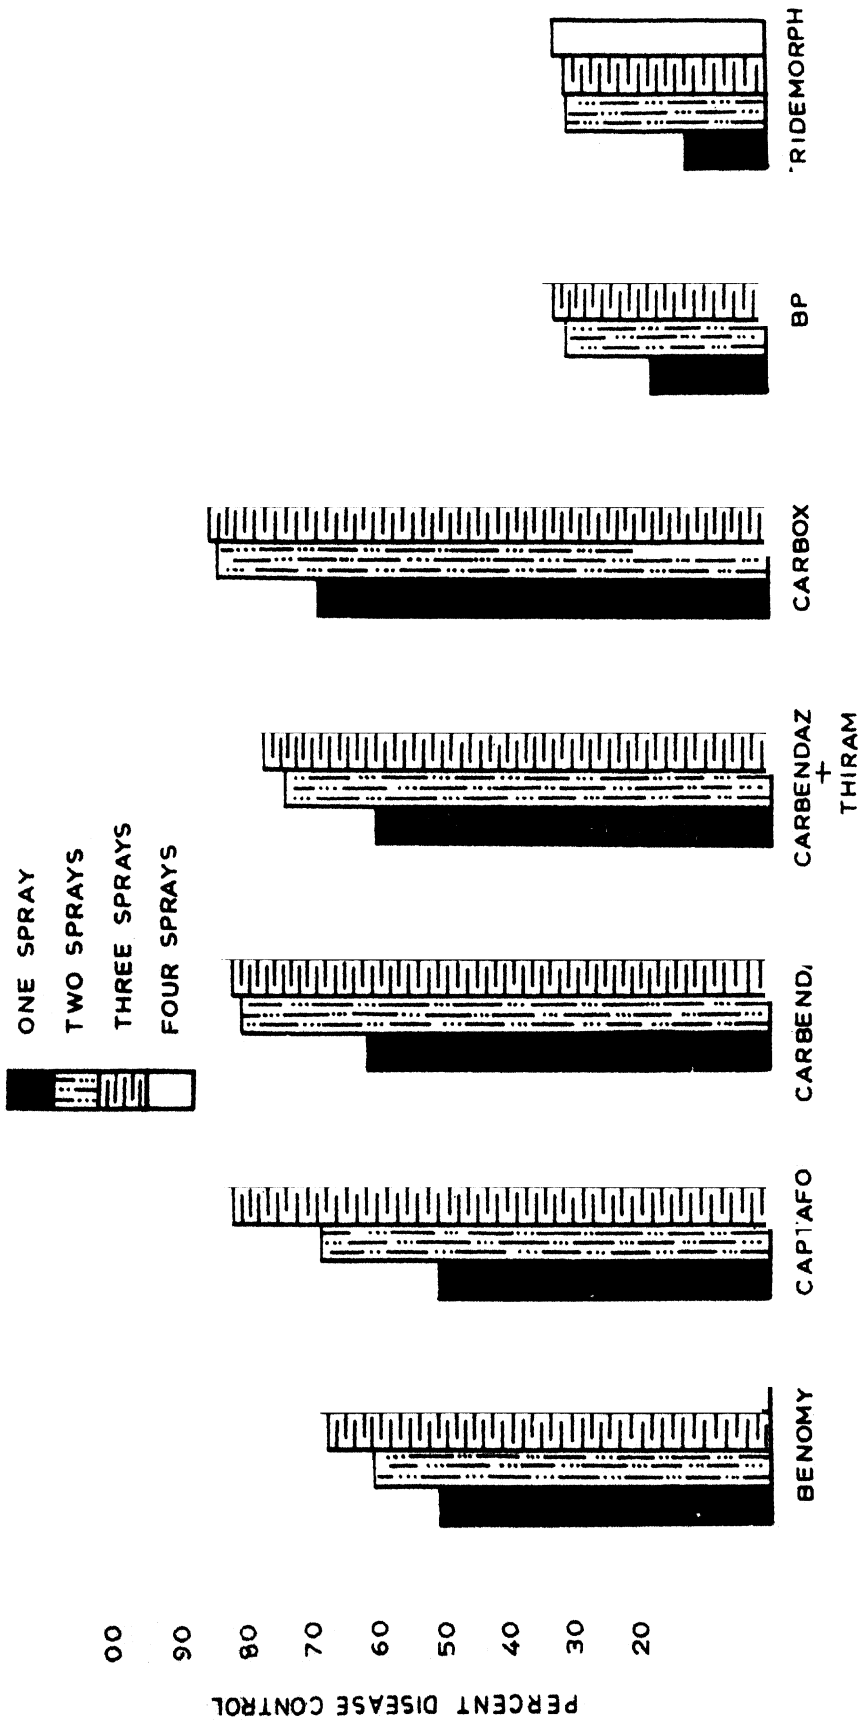 ONE SPRAY
TWO SPRAYS
THREE SPRAYS
FOUR SPRAYS
PERCENT DISEASE CONTROL
00
90
80
70
60
50
40
30
20
BENOMY
CAPTAFO
CARBEND
CARBENDAZ
+
THIRAM
CARBOX
BP
RIDEMORPH